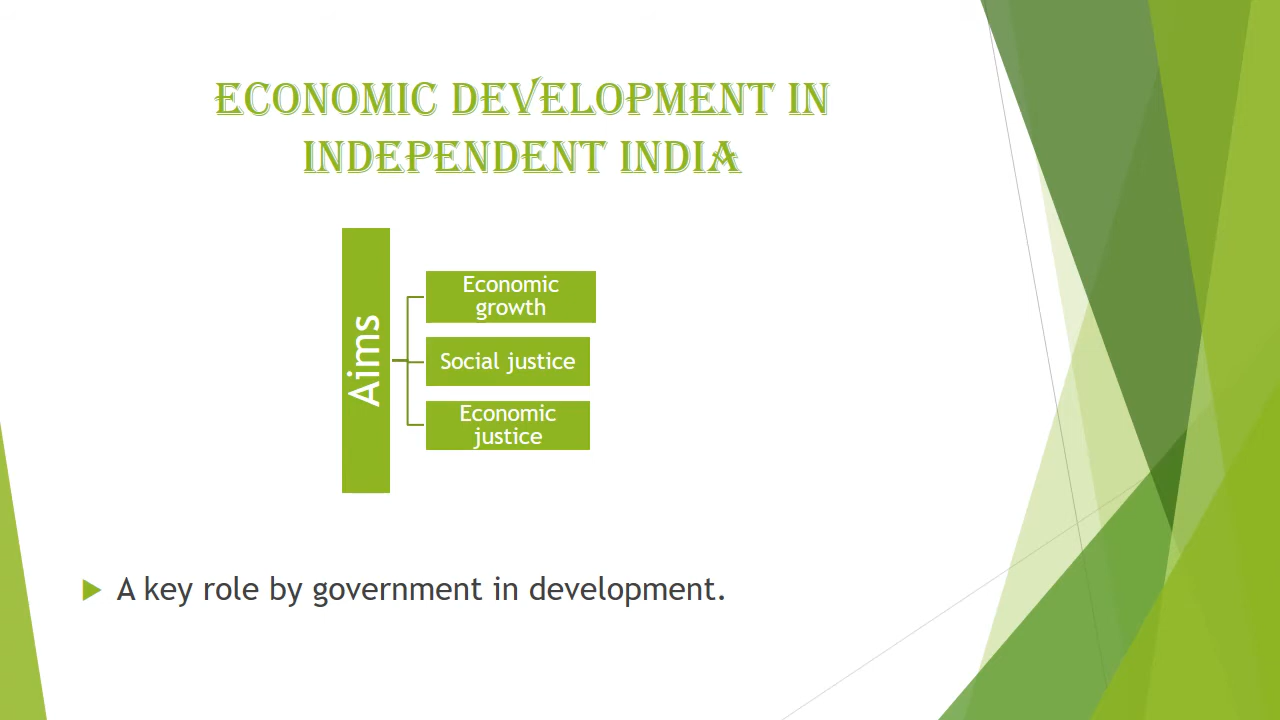 ECONOMIC DEVELOPMENT IN
INDEPENDENT INDIA
Aims
Economic
growth
Social justice
Economic
justice
A key role by government in development.